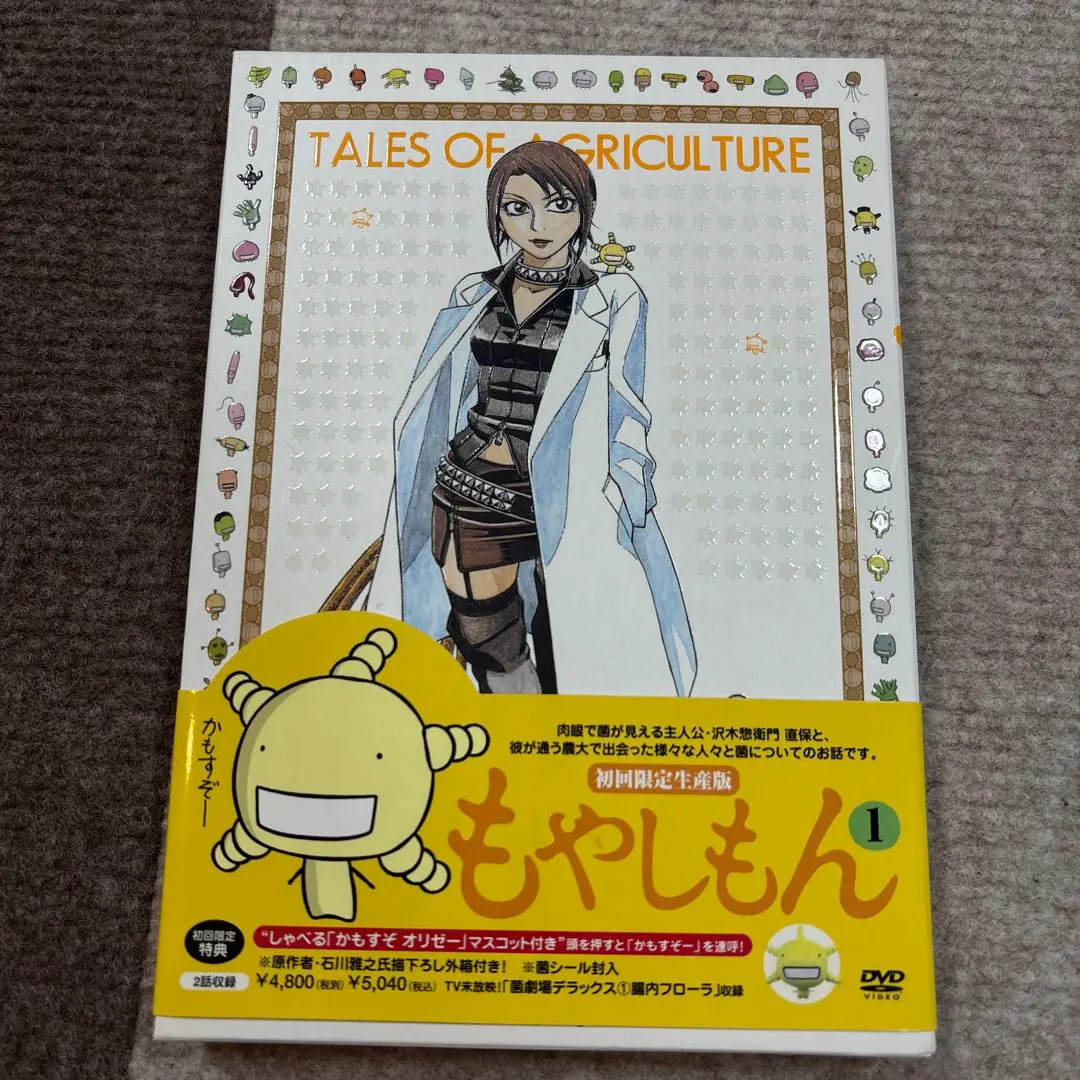 TALES OF AGRICULTURE
かもすぞー
肉眼で菌が見える主人公・沢木惣衛門 直保と、
彼が通う農大で出会った様々な人々と菌についてのお話です。
初回限定生産版
もやしもん 1
初回限定
特典
"しゃべる「かもすぞ オリゼー」マスコット付き"頭を押すと「かもすぞー」を連呼!
※原作者・石川雅之氏描下ろし外箱付き! ※菌シール封入
2話収録 ¥4,800(税別) ¥5,040(税込) TV未放映!「菌劇場デラックス①腸内フローラ」収録
DVD
VIDEO